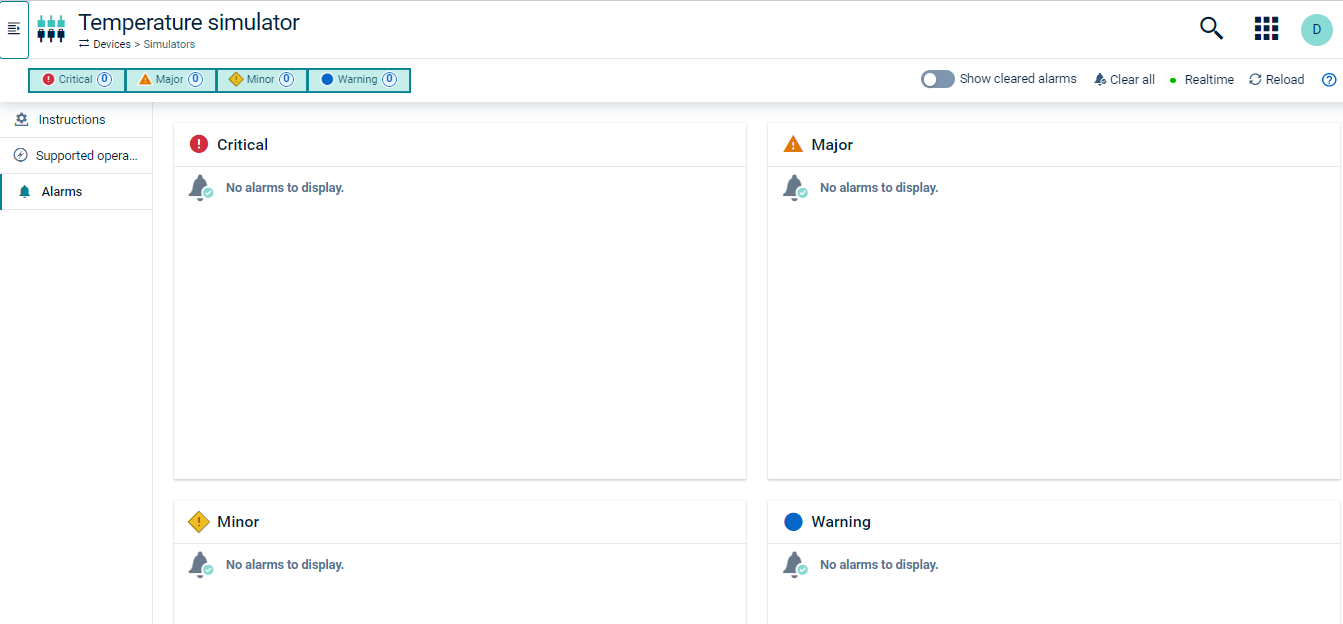 Temperature simulator
Devices > Simulators
D
Critical 0 Major 0 Minor 0 Warning 0
Show cleared alarms Clear all Realtime Reload ?
Instructions
Supported opera...
Alarms
Critical
No alarms to display.
Major
No alarms to display.
Minor
No alarms to display.
Warning
No alarms to display.